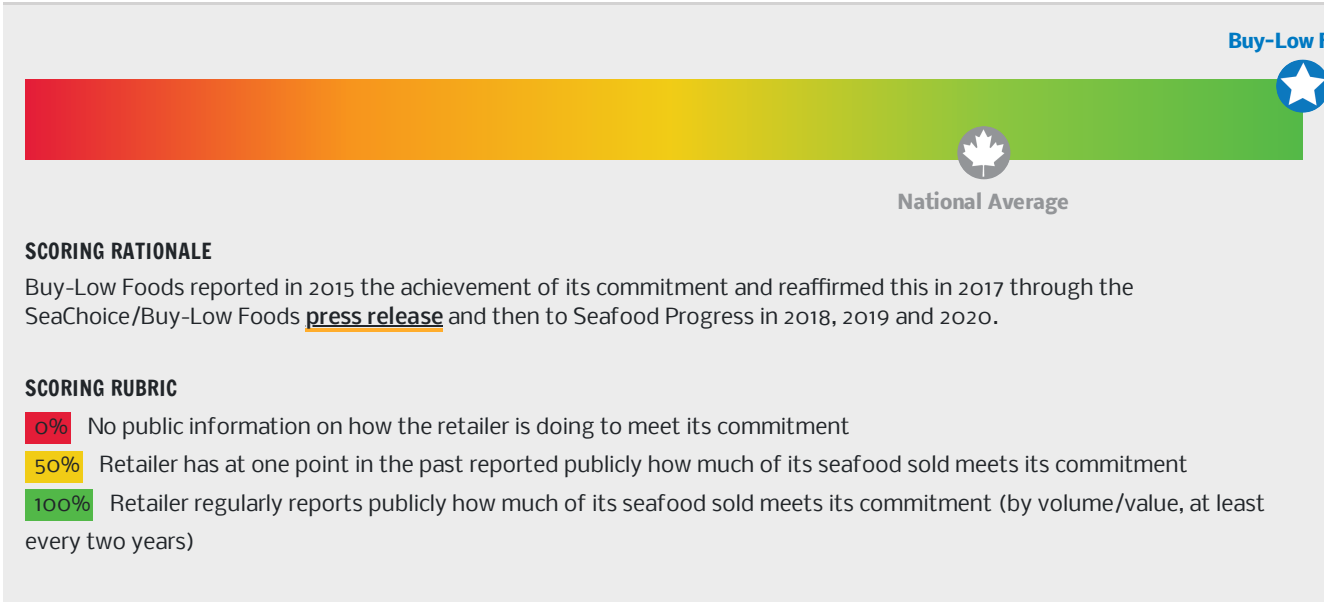 Buy-Low F
National Average
SCORING RATIONALE
Buy-Low Foods reported in 2015 the achievement of its commitment and reaffirmed this in 2017 through the
SeaChoice/Buy-Low Foods press release and then to Seafood Progress in 2018, 2019 and 2020.
SCORING RUBRIC
0% No public information on how the retailer is doing to meet its commitment
50% Retailer has at one point in the past reported publicly how much of its seafood sold meets its commitment
100% Retailer regularly reports publicly how much of its seafood sold meets its commitment (by volume/value, at least
every two years)